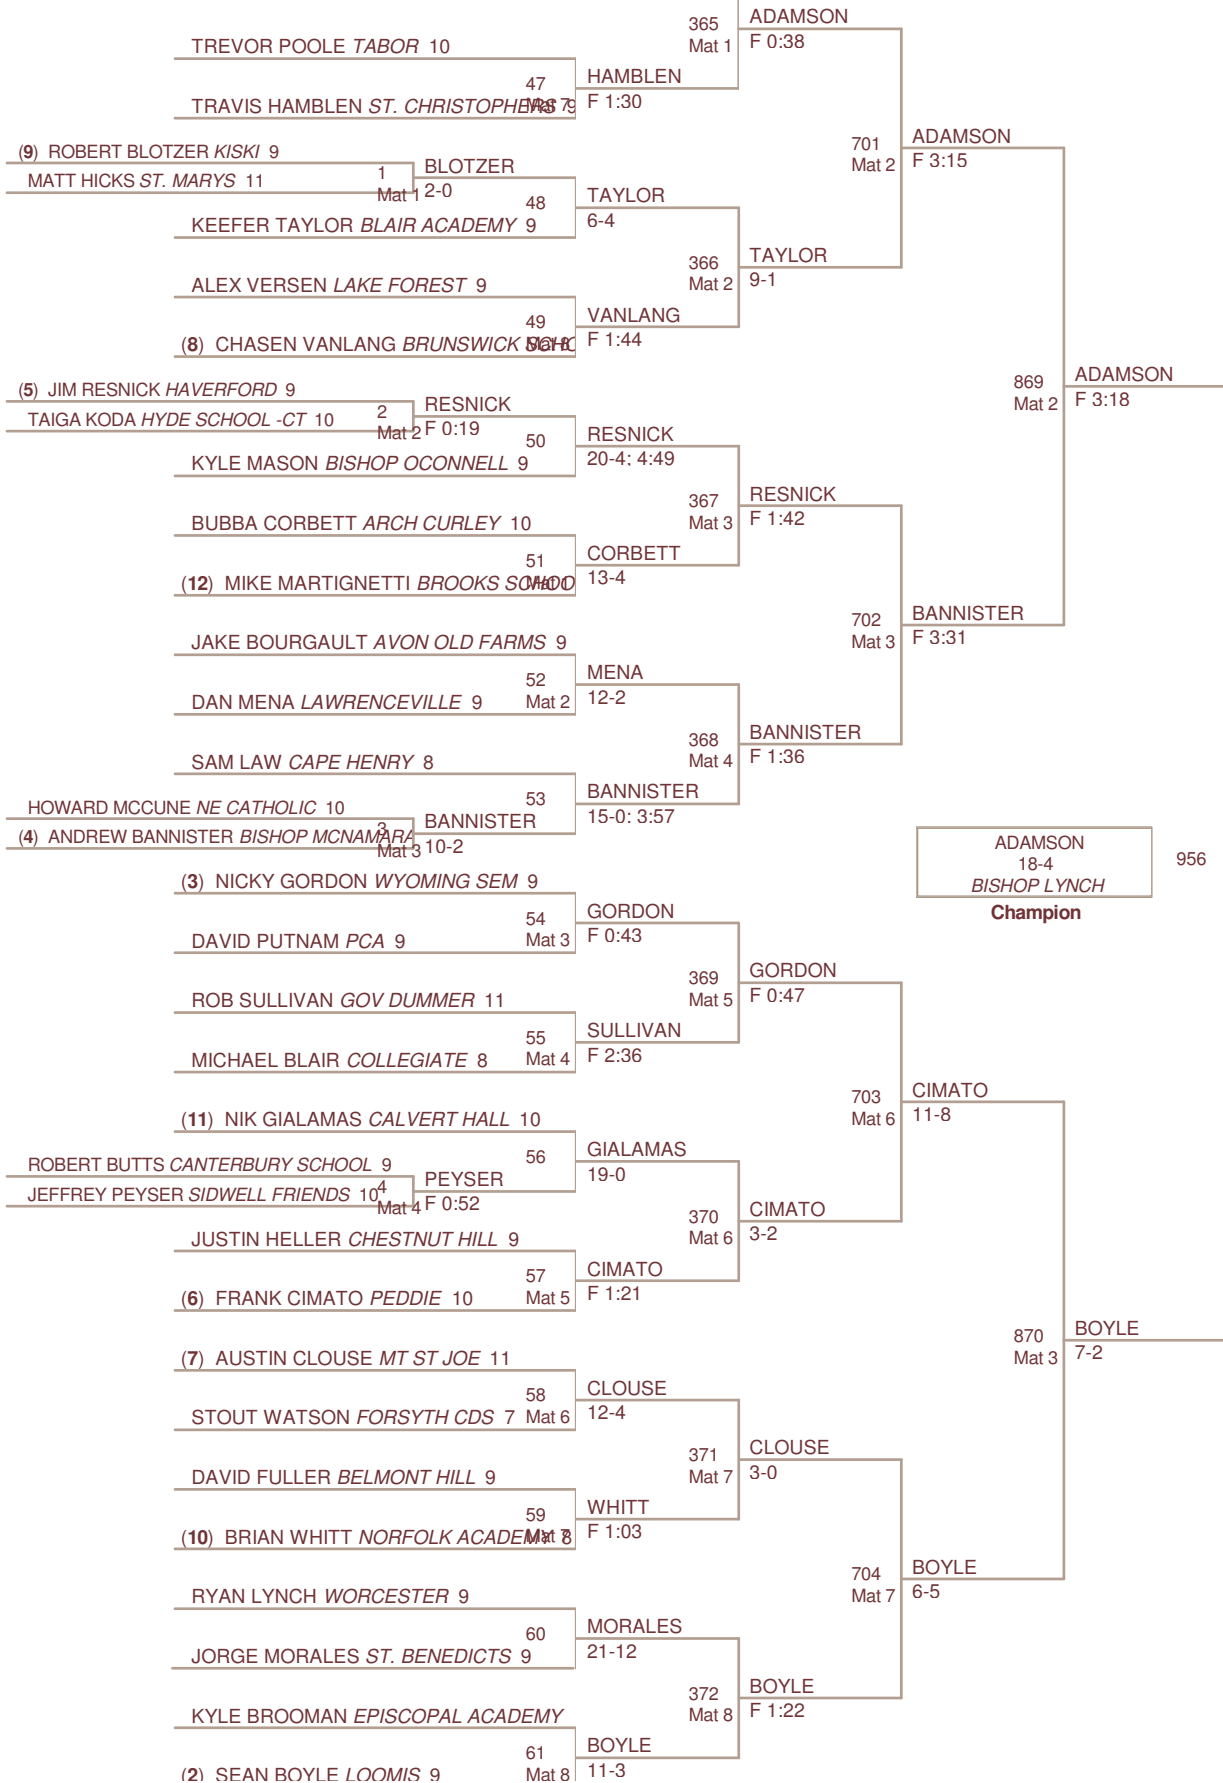 365 ADAMSON
Mat 1 F 0:38
TREVOR POOLE TABOR 10
47 HAMBLEN
Mat 7 F 1:30
TRAVIS HAMBLEN ST. CHRISTOPHERS 9
701 ADAMSON
Mat 2 F 3:15
(9) ROBERT BLOTZER KISKI 9
MATT HICKS ST. MARYS 11
1 BLOTZER
Mat 1 2-0
48 TAYLOR
6-4
KEEFER TAYLOR BLAIR ACADEMY 9
366 TAYLOR
Mat 2 9-1
ALEX VERSEN LAKE FOREST 9
49 VANLANG
F 1:44
(8) CHASEN VANLANG BRUNSWICK
869 ADAMSON
Mat 2 F 3:18
(5) JIM RESNICK HAVERFORD 9
TAIGA KODA HYDE SCHOOL -CT 10
2 RESNICK
Mat 2 F 0:19
50 RESNICK
20-4; 4:49
KYLE MASON BISHOP OCONNELL 9
367 RESNICK
Mat 3 F 1:42
BUBBA CORBETT ARCH CURLEY 10
51 CORBETT
Mat 1 13-4
(12) MIKE MARTIGNETTI BROOKS SCHOO
702 BANNISTER
Mat 3 F 3:31
JAKE BOURGAULT AVON OLD FARMS 9
52 MENA
Mat 2 12-2
DAN MENA LAWRENCEVILLE 9
368 BANNISTER
Mat 4 F 1:36
SAM LAW CAPE HENRY 8
53 BANNISTER
15-0; 3:57
HOWARD MCCUNE NE CATHOLIC 10
3 BANNISTER
Mat 3 10-2
(4) ANDREW BANNISTER BISHOP MCNAMARA
ADAMSON
18-4
BISHOP LYNCH
956
Champion
(3) NICKY GORDON WYOMING SEM 9
54 GORDON
Mat 3 F 0:43
DAVID PUTNAM PCA 9
369 GORDON
Mat 5 F 0:47
ROB SULLIVAN GOV DUMMER 11
55 SULLIVAN
Mat 4 F 2:36
MICHAEL BLAIR COLLEGIATE 8
703 CIMATO
Mat 6 11-8
(11) NIK GIALAMAS CALVERT HALL 10
56 GIALAMAS
19-0
ROBERT BUTTS CANTERBURY SCHOOL 9
JEFFREY PEYSER SIDWELL FRIENDS 10
4 PEYSER
Mat 4 F 0:52
370 CIMATO
Mat 6 3-2
JUSTIN HELLER CHESTNUT HILL 9
57 CIMATO
Mat 5 F 1:21
(6) FRANK CIMATO PEDDIE 10
870 BOYLE
Mat 3 7-2
(7) AUSTIN CLOUSE MT ST JOE 11
58 CLOUSE
Mat 6 12-4
STOUT WATSON FORSYTH CDS 7
371 CLOUSE
Mat 7 3-0
DAVID FULLER BELMONT HILL 9
59 WHITT
Mat 7 F 1:03
(10) BRIAN WHITT NORFOLK ACADEMY 8
704 BOYLE
Mat 7 6-5
RYAN LYNCH WORCESTER 9
60 MORALES
21-12
JORGE MORALES ST. BENEDICTS 9
372 BOYLE
Mat 8 F 1:22
KYLE BROOMAN EPISCOPAL ACADEMY
61 BOYLE
Mat 8 11-3
(2) SEAN BOYLE LOOMIS 9